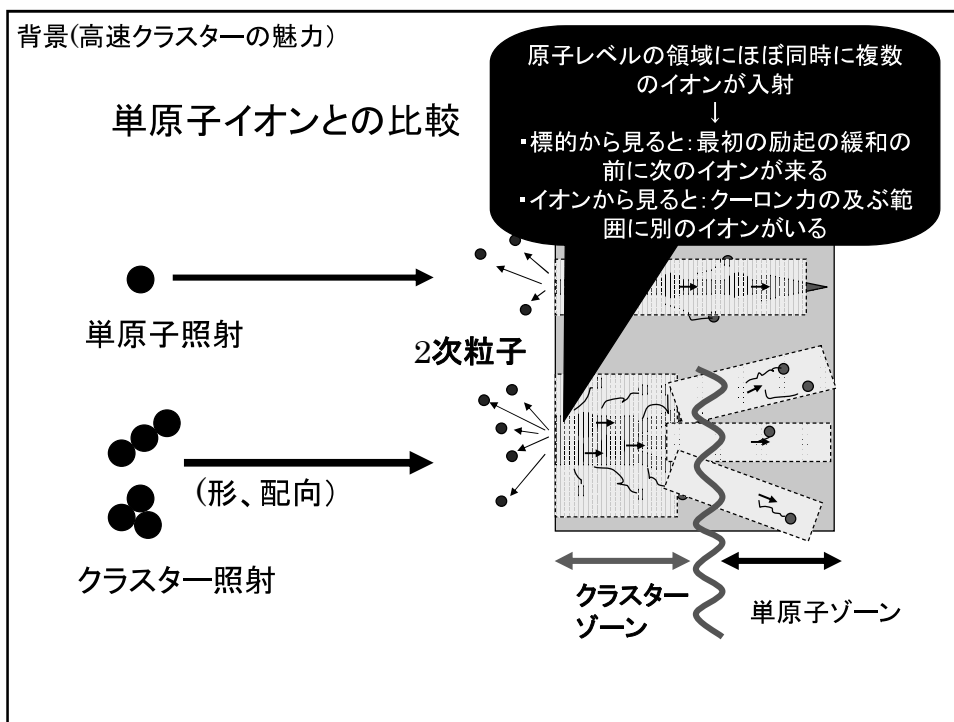 背景(高速クラスターの魅力)
単原子イオンとの比較
原子レベルの領域にほぼ同時に複数
のイオンが入射
↓
・標的から見ると:最初の励起の緩和の
前に次のイオンが来る
・イオンから見ると:クーロン力の及ぶ範
囲に別のイオンがいる
単原子照射
2次粒子
(形、配向)
クラスター照射
クラスター
ゾーン
単原子ゾーン